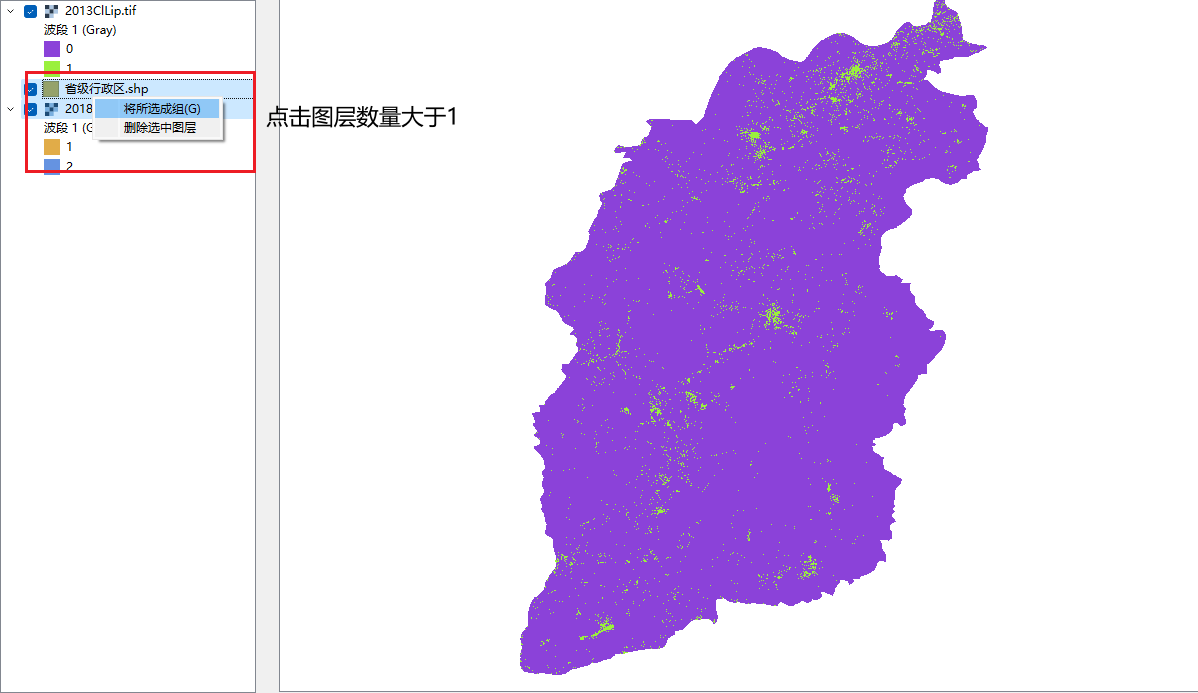 2013ClLip.tif
波段 1 (Gray)
0
1
省级行政区.shp
2018
将所选成组(G)
波段 1 (G
删除选中图层
1
2
点击图层数量大于1